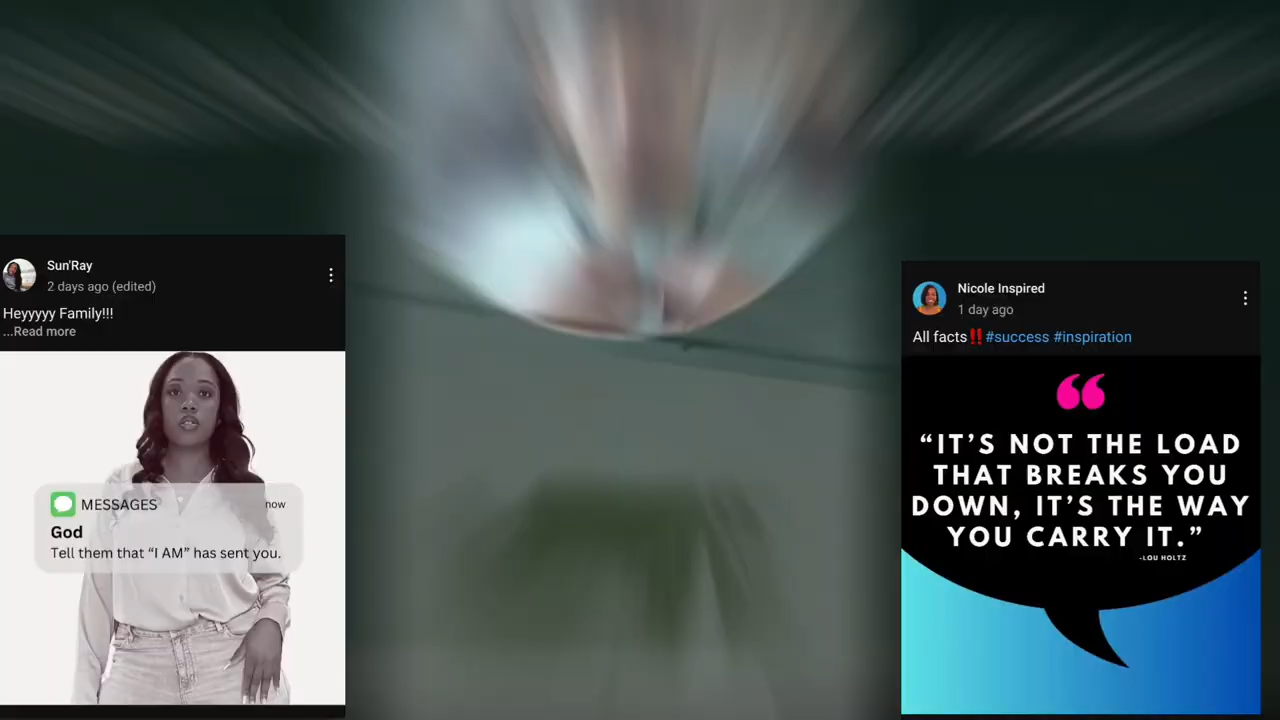 Sun'Ray
2 days ago (edited)
Heyyyyy Family!!!
...Read more
MESSAGES
now
God
Tell them that “I AM” has sent you.
Nicole Inspired
1 day ago
All facts‼️#success #inspiration
“IT’S NOT THE LOAD
THAT BREAKS YOU
DOWN, IT’S THE WAY
YOU CARRY IT.”
-LOU HOLTZ